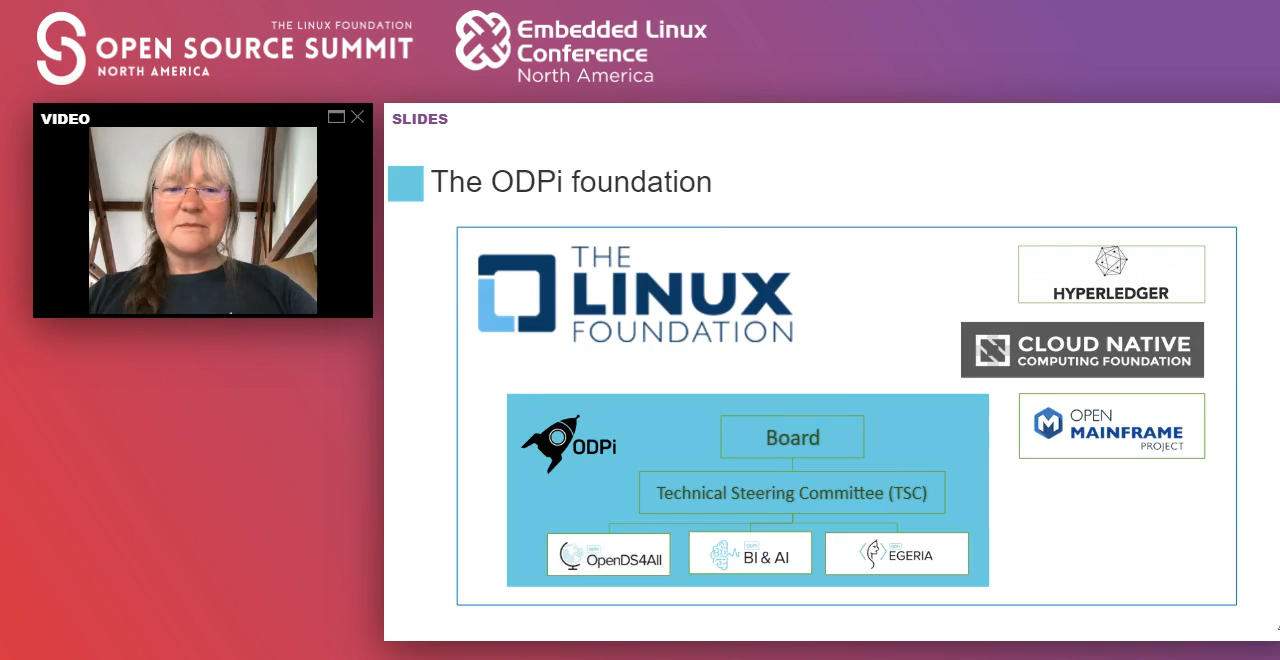 THE LINUX FOUNDATION
OPEN SOURCE SUMMIT
NORTH AMERICA
Embedded Linux
Conference
North America
VIDEO
SLIDES
The ODPi foundation
THE
LINUX
FOUNDATION
HYPERLEDGER
CLOUD NATIVE
COMPUTING FOUNDATION
OPEN
MAINFRAME
PROJECT
ODPi
Board
Technical Steering Committee (TSC)
OpenDS4All
BI & AI
EGERIA